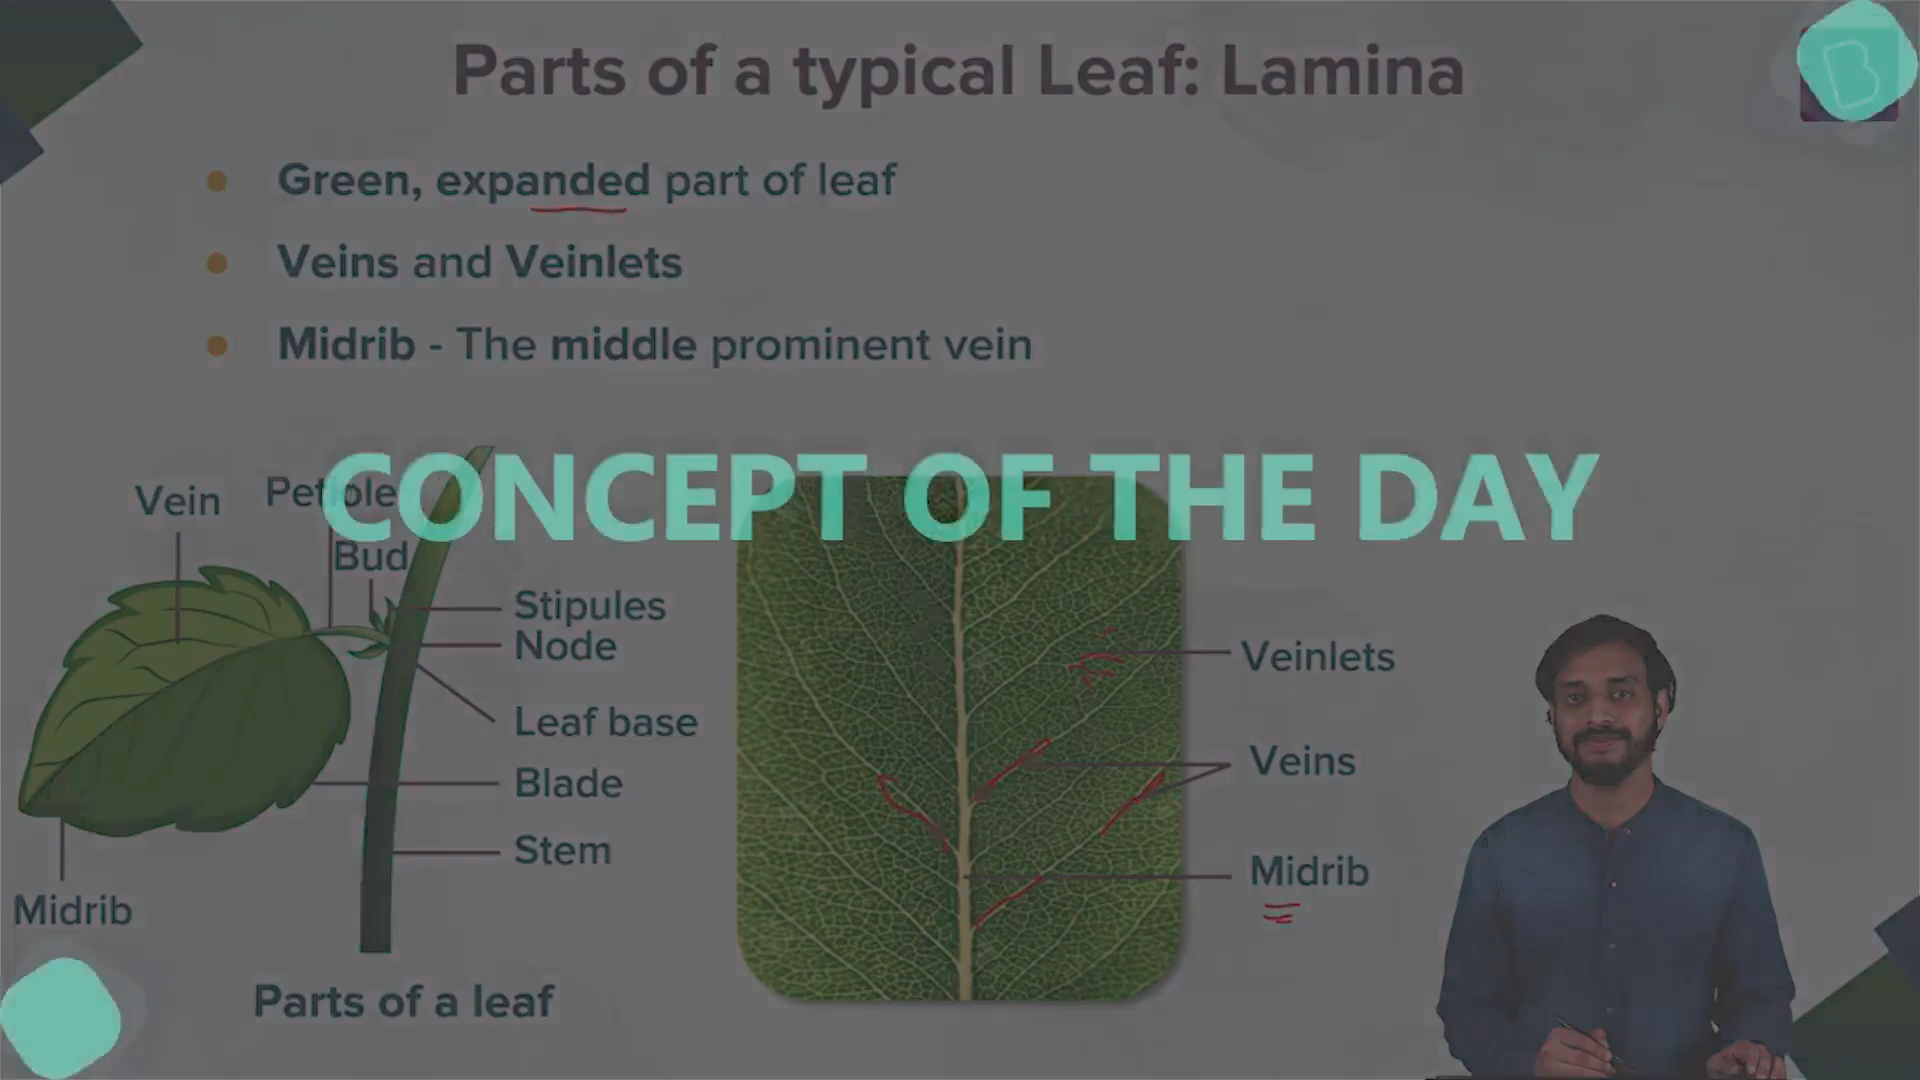 Parts of a typical Leaf: Lamina
B
Green, expanded part of leaf
Veins and Veinlets
Midrib - The middle prominent vein
CONCEPT OF THE DAY
Vein
Petiole
Bud
Stipules
Node
Leaf base
Blade
Stem
Midrib
Parts of a leaf
Veinlets
Veins
Midrib